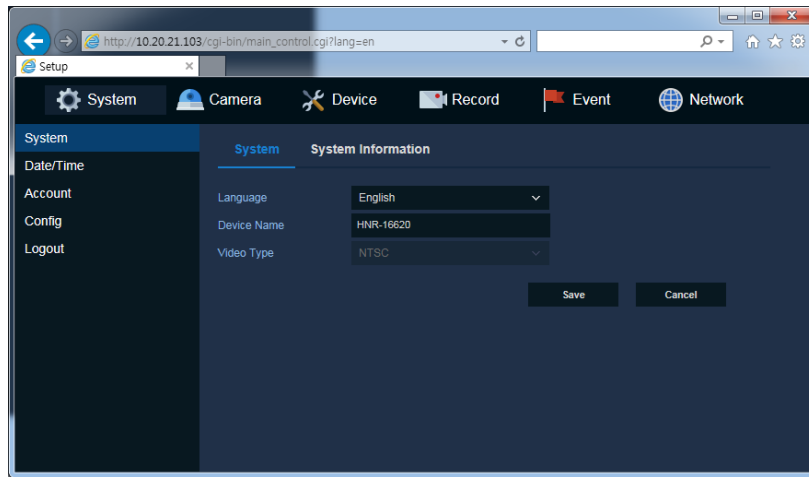 http://10.20.21.103/cgi-bin/main_control.cgi?lang=en
Setup
System Camera Device Record Event Network
System
Date/Time
Account
Config
Logout
System System Information
Language English
Device Name HNR-16620
Video Type NTSC
Save Cancel